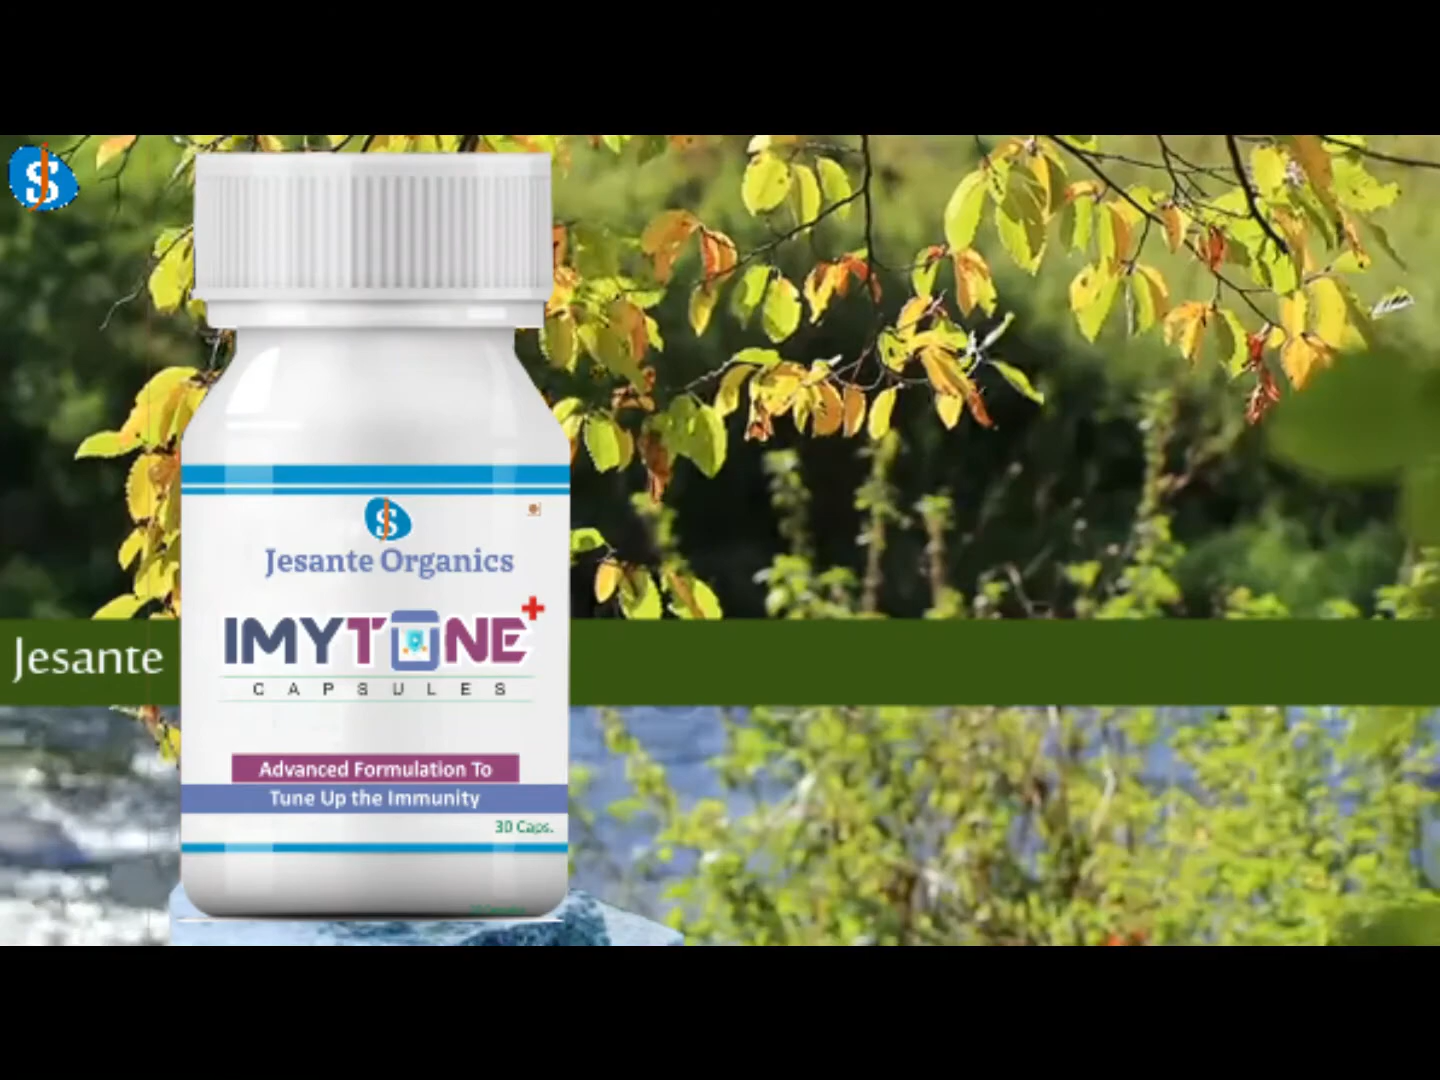 Jesante Organics
IMYTONE+
CAPSULES
Advanced Formulation To
Tune Up the Immunity
30 Caps.
Jesante